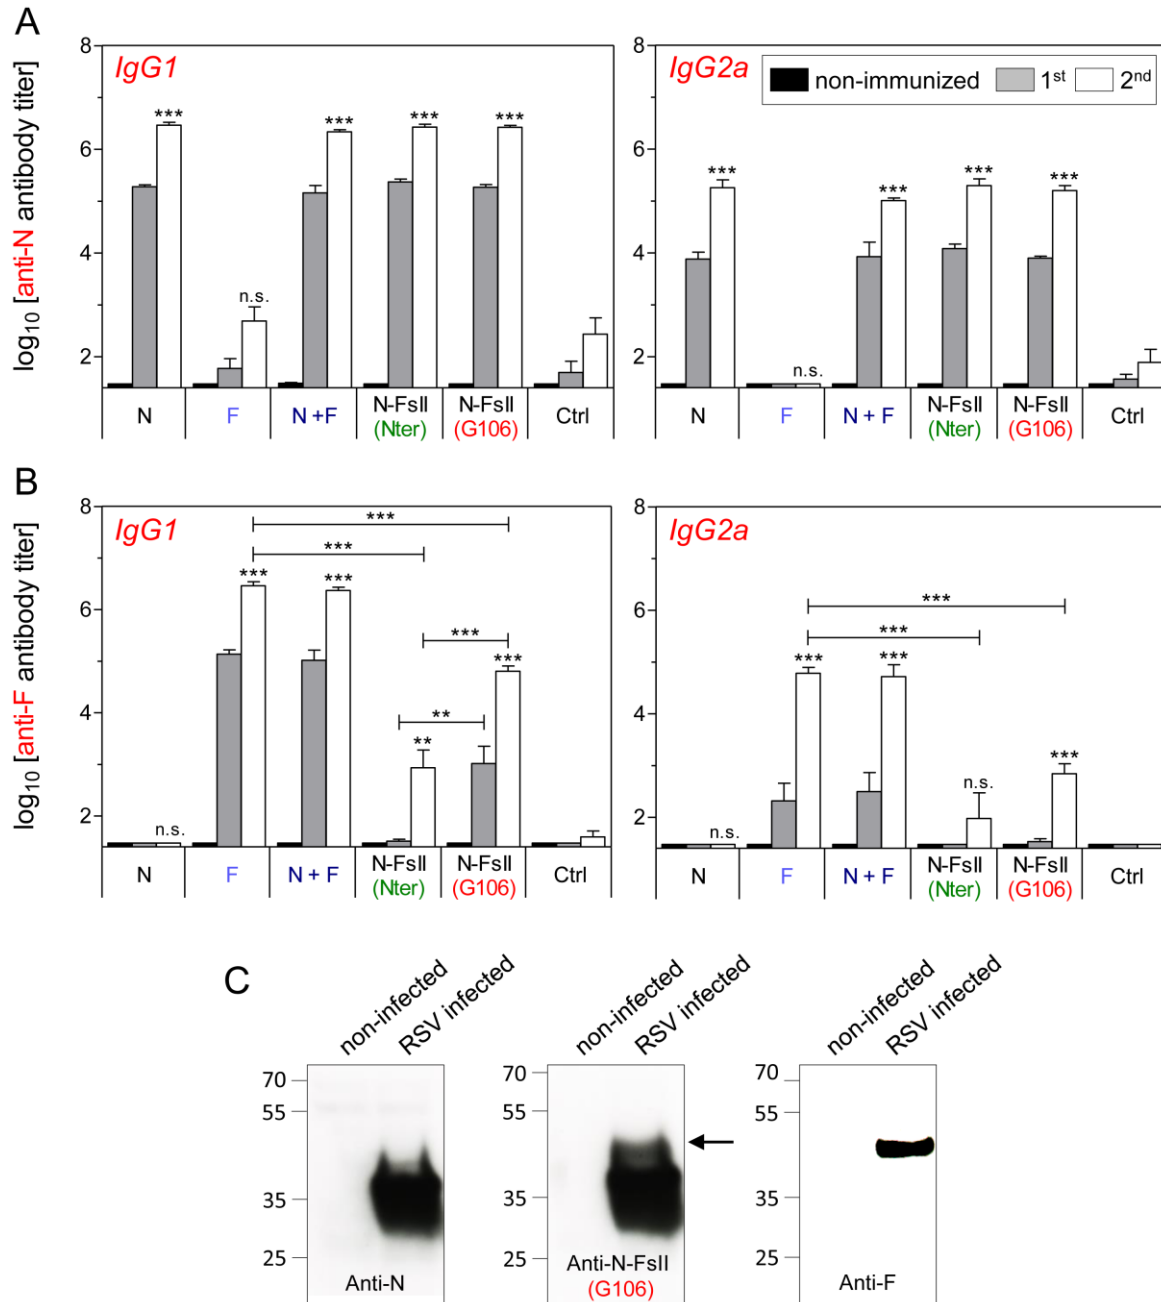 A
log10 [anti-N antibody titer]
8
6
4
2
IgG1
***
n.s.
***
***
***
N
F
N +F
N-FsII
(Nter)
N-FsII
(G106)
Ctrl
8
6
4
2
IgG2a
non-immunized 1st 2nd
***
n.s.
***
***
***
N
F
N + F
N-FsII
(Nter)
N-FsII
(G106)
Ctrl
B
log10 [anti-F antibody titer]
8
6
4
2
IgG1
***
***
***
***
***
***
**
**
n.s.
N
F
N + F
N-FsII
(Nter)
N-FsII
(G106)
Ctrl
8
6
4
2
IgG2a
***
***
***
***
n.s.
***
n.s.
N
F
N + F
N-FsII
(Nter)
N-FsII
(G106)
Ctrl
C
non-infected
RSV infected
70
55
35
25
Anti-N
non-infected
RSV infected
70
55
35
25
Anti-N-FsII
(G106)
non-infected
RSV infected
70
55
35
25
Anti-F